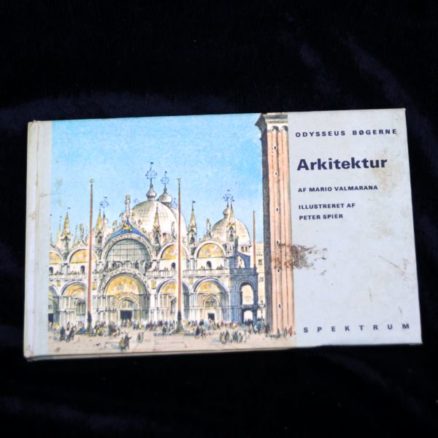 ODYSSEUS BØGERNE
Arkitektur
AF MARIO VALMARANA
ILLUSTRERET AF
PETER SPIER
SPEKTRUM